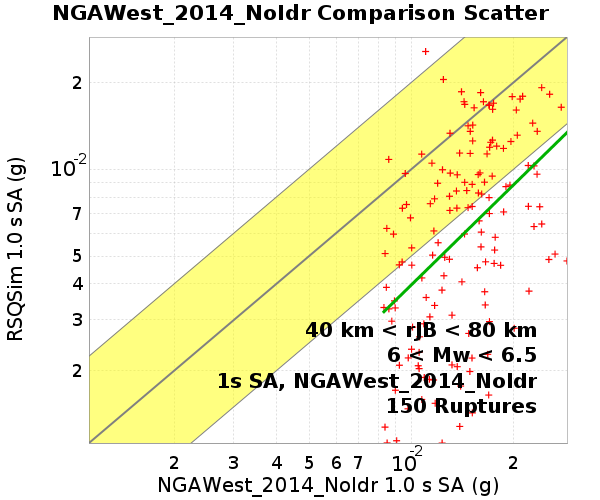 NGAWest_2014_NoIdr Comparison Scatter
RSQSim 1.0 s SA (g)
2
10-2
7
5
4
3
2
40 km < rJB < 80 km
6 < Mw < 6.5
1s SA, NGAWest_2014_NoIdr
150 Ruptures
2 3 4 5 6 7 10-2 2
NGAWest_2014_NoIdr 1.0 s SA (g)